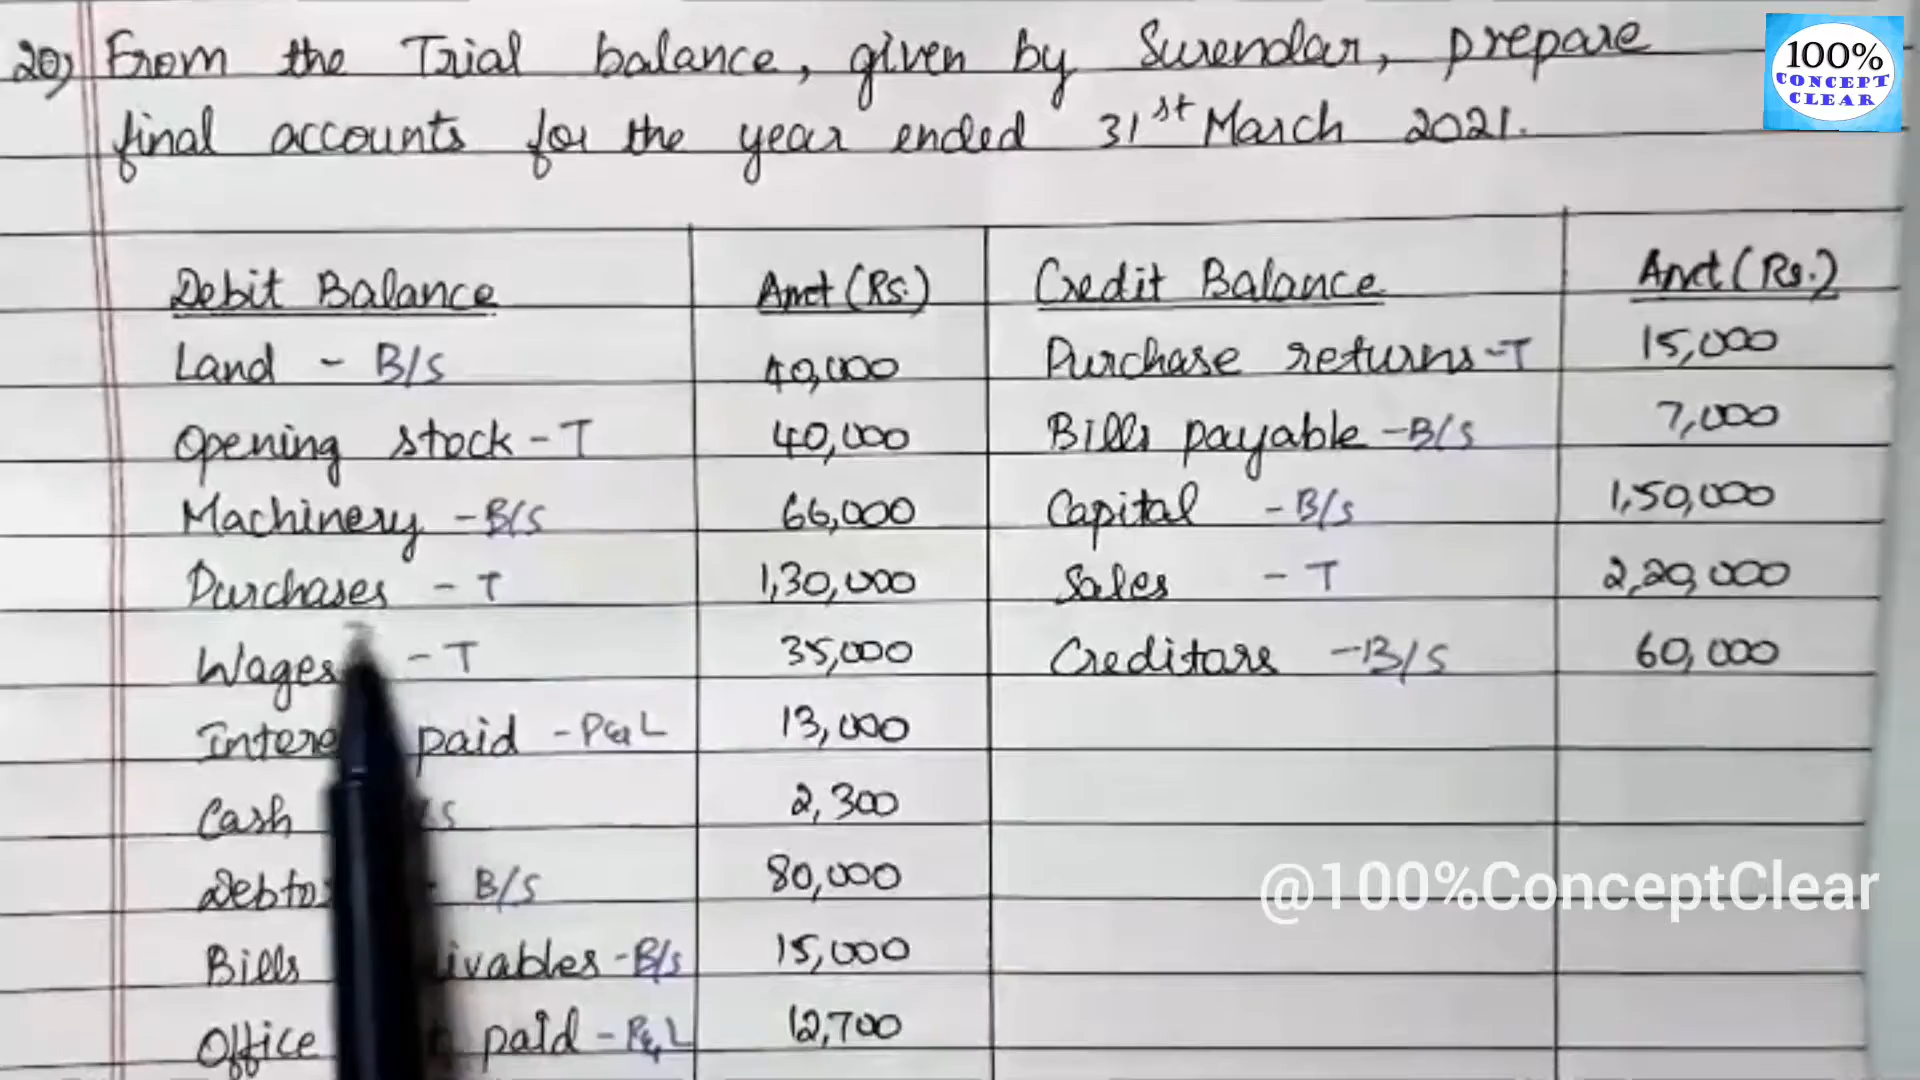 20) From the Trial balance, given by Surendar, prepare
final accounts for the year ended 31st March 2021.
100%
CONCEPT
CLEAR
Debit Balance Amt (Rs.) Credit Balance Amt (Rs.)
Land - B/S 40,000 Purchase returns - T 15,000
Opening stock - T 40,000 Bills payable - B/S 7,000
Machinery - B/S 66,000 Capital - B/S 1,50,000
Purchases - T 1,30,000 Sales - T 2,20,000
Wages - T 35,000 Creditors - B/S 60,000
paid - P&L 13,000
Cash 2,300
B/S 80,000
Bills - B/S 15,000
Office paid - P&L 12,700
@100%ConceptClear